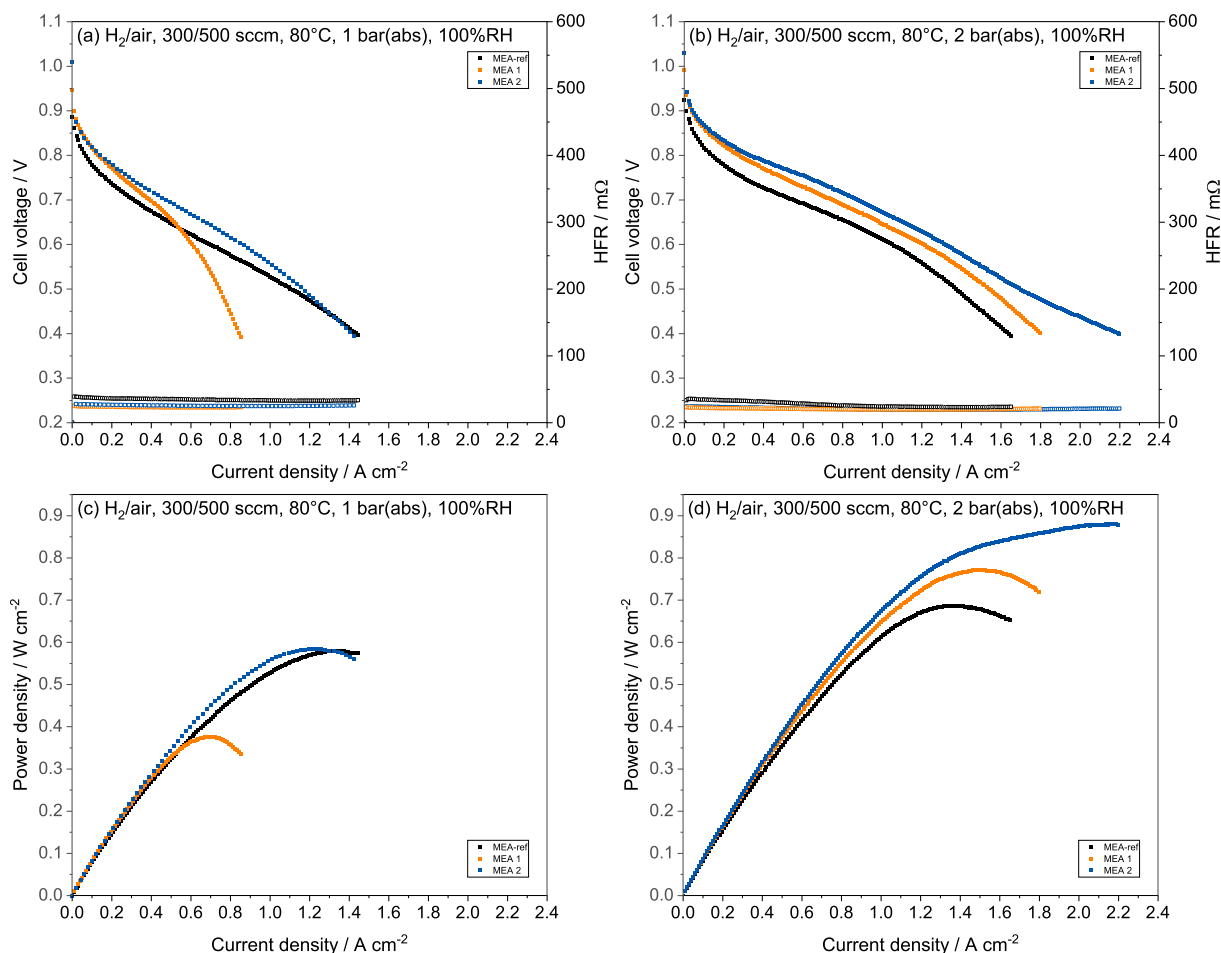 (a) H₂/air, 300/500 sccm, 80°C, 1 bar(abs), 100%RH
MEA-ref
MEA 1
MEA 2
Cell voltage / V
1.1
1.0
0.9
0.8
0.7
0.6
0.5
0.4
0.3
0.2
HFR / mΩ
600
500
400
300
200
100
0
0.0 0.2 0.4 0.6 0.8 1.0 1.2 1.4 1.6 1.8 2.0 2.2 2.4
Current density / A cm⁻²
(b) H₂/air, 300/500 sccm, 80°C, 2 bar(abs), 100%RH
MEA-ref
MEA 1
MEA 2
Cell voltage / V
1.1
1.0
0.9
0.8
0.7
0.6
0.5
0.4
0.3
0.2
HFR / mΩ
600
500
400
300
200
100
0
0.0 0.2 0.4 0.6 0.8 1.0 1.2 1.4 1.6 1.8 2.0 2.2 2.4
Current density / A cm⁻²
(c) H₂/air, 300/500 sccm, 80°C, 1 bar(abs), 100%RH
Power density / W cm⁻²
0.9
0.8
0.7
0.6
0.5
0.4
0.3
0.2
0.1
0.0
MEA-ref
MEA 1
MEA 2
0.0 0.2 0.4 0.6 0.8 1.0 1.2 1.4 1.6 1.8 2.0 2.2 2.4
Current density / A cm⁻²
(d) H₂/air, 300/500 sccm, 80°C, 2 bar(abs), 100%RH
Power density / W cm⁻²
0.9
0.8
0.7
0.6
0.5
0.4
0.3
0.2
0.1
0.0
MEA-ref
MEA 1
MEA 2
0.0 0.2 0.4 0.6 0.8 1.0 1.2 1.4 1.6 1.8 2.0 2.2 2.4
Current density / A cm⁻²